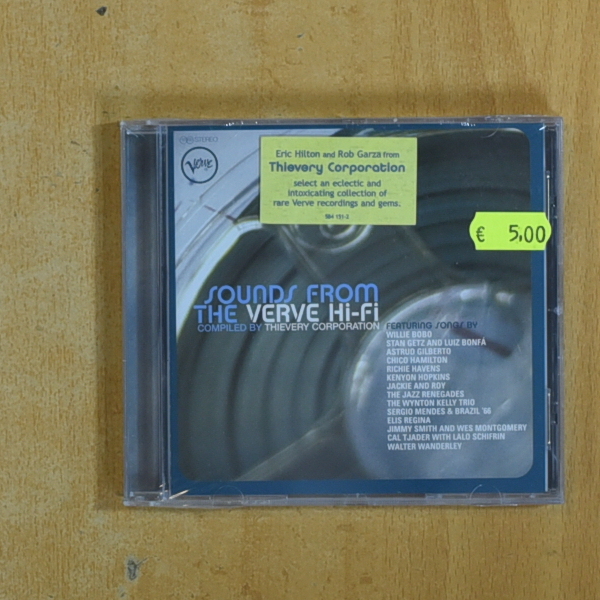 STEREO
VERVE
Eric Hilton and Rob Garza from
Thievery Corporation
select an eclectic and
intoxicating collection of
rare Verve recordings and gems.
584 151-2
€ 5,00
SOUNDS FROM
THE VERVE Hi-Fi
COMPILED BY THIEVERY CORPORATION
FEATURING SONGS BY
WILLIE BOBO
STAN GETZ AND LUIZ BONFÁ
ASTRUD GILBERTO
CHICO HAMILTON
RICHIE HAVENS
KENYON HOPKINS
JACKIE AND ROY
THE JAZZ RENEGADES
THE WYNTON KELLY TRIO
SERGIO MENDES & BRAZIL '66
ELIS REGINA
JIMMY SMITH AND WES MONTGOMERY
CAL TJADER WITH LALO SCHIFRIN
WALTER WANDERLEY